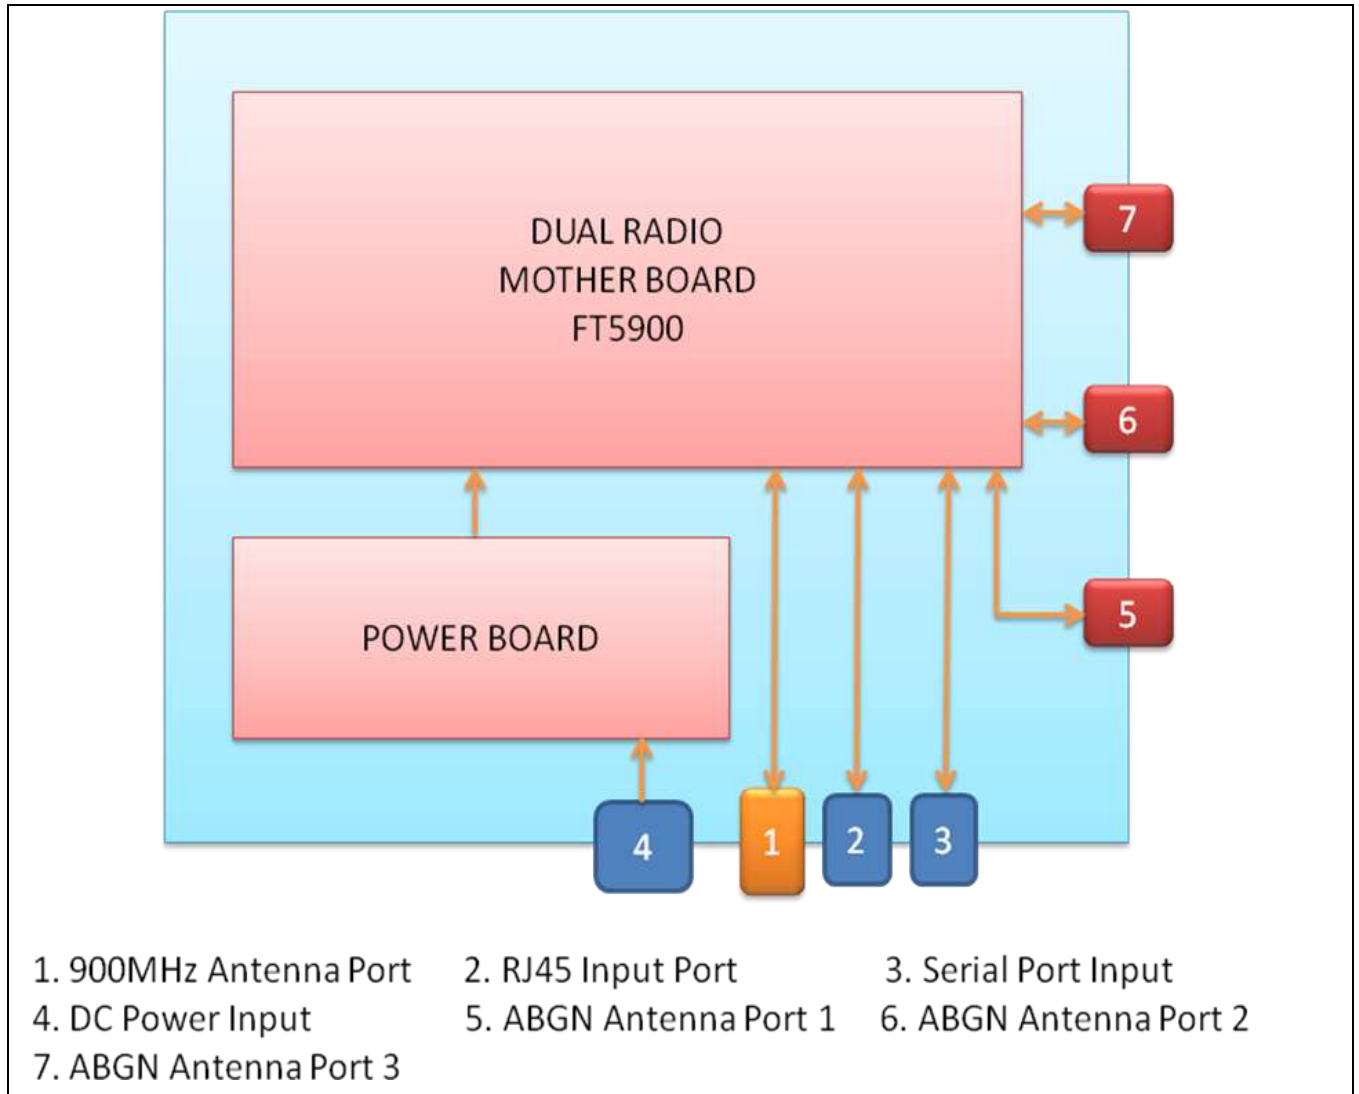 DUAL RADIO
MOTHER BOARD
FT5900
7
6
POWER BOARD
5
4
1
2
3
1. 900MHz Antenna Port 2. RJ45 Input Port 3. Serial Port Input
4. DC Power Input 5. ABGN Antenna Port 1 6. ABGN Antenna Port 2
7. ABGN Antenna Port 3